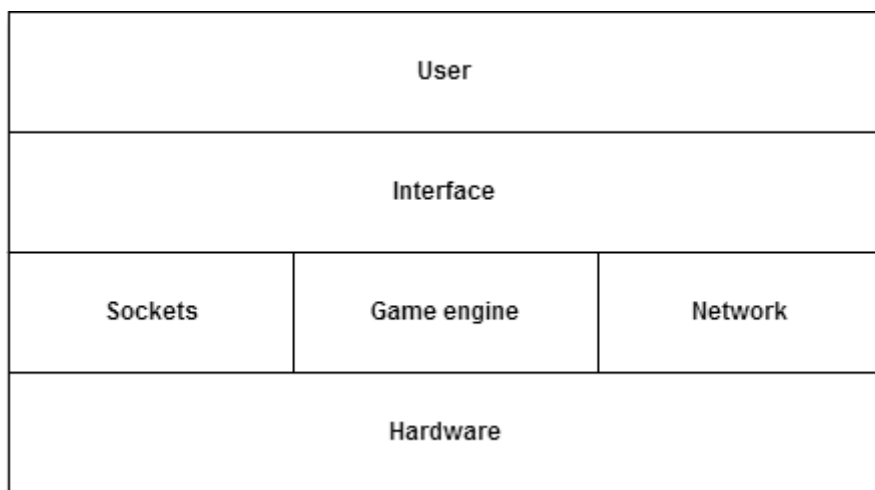 User
Interface
Sockets
Game engine
Network
Hardware